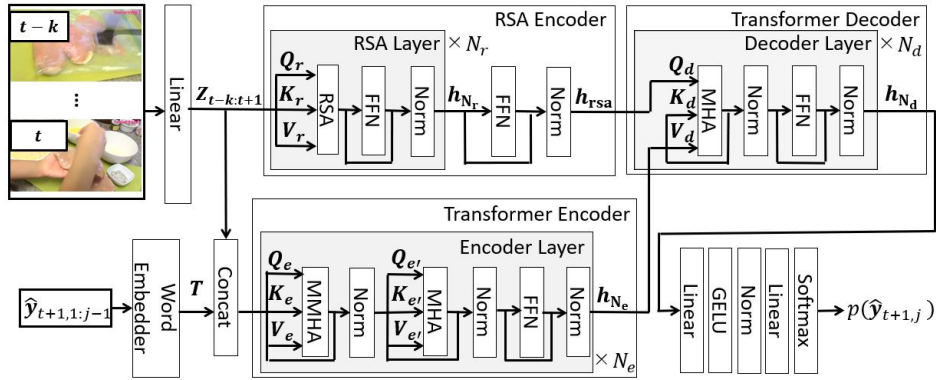 t − k
⋮
t
Linear
Z_{t−k:t+1}
RSA Encoder
RSA Layer × N_r
Q_r
K_r
V_r
RSA
FFN
Norm
h_{N_r}
FFN
Norm
h_{rsa}
Transformer Decoder
Decoder Layer × N_d
Q_d
K_d
V_d
MHA
Norm
FFN
Norm
h_{N_d}
ŷ_{t+1,1:j−1}
Word
Embedder
T
Concat
Transformer Encoder
Encoder Layer
Q_e
K_e
V_e
MMHA
Norm
Q_{e′}
K_{e′}
V_{e′}
MHA
Norm
FFN
Norm
h_{N_e}
× N_e
Linear
GELU
Norm
Linear
Softmax
p(ŷ_{t+1,j})